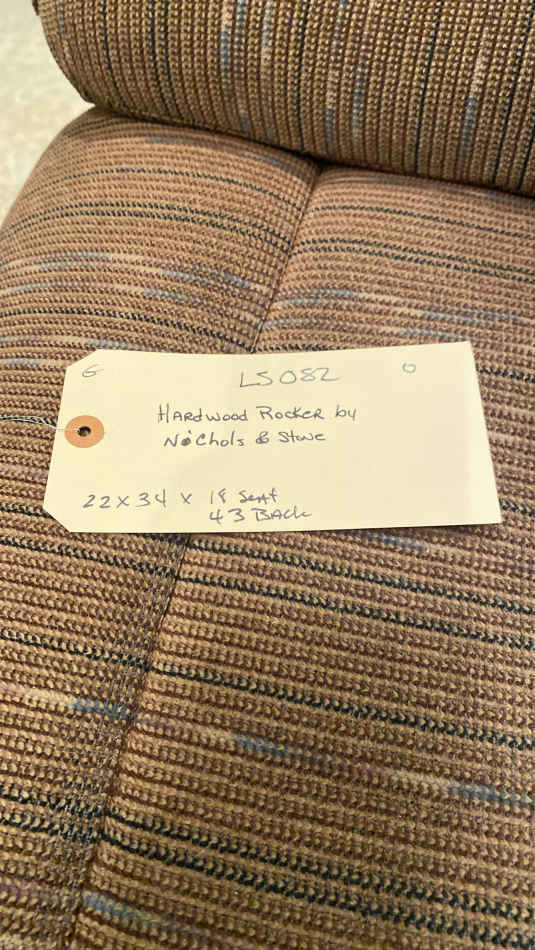 G LS082 O
HARDWOOD ROCKER by
Nichols & Stone
22 x 34 x 18 Seat
43 BACK